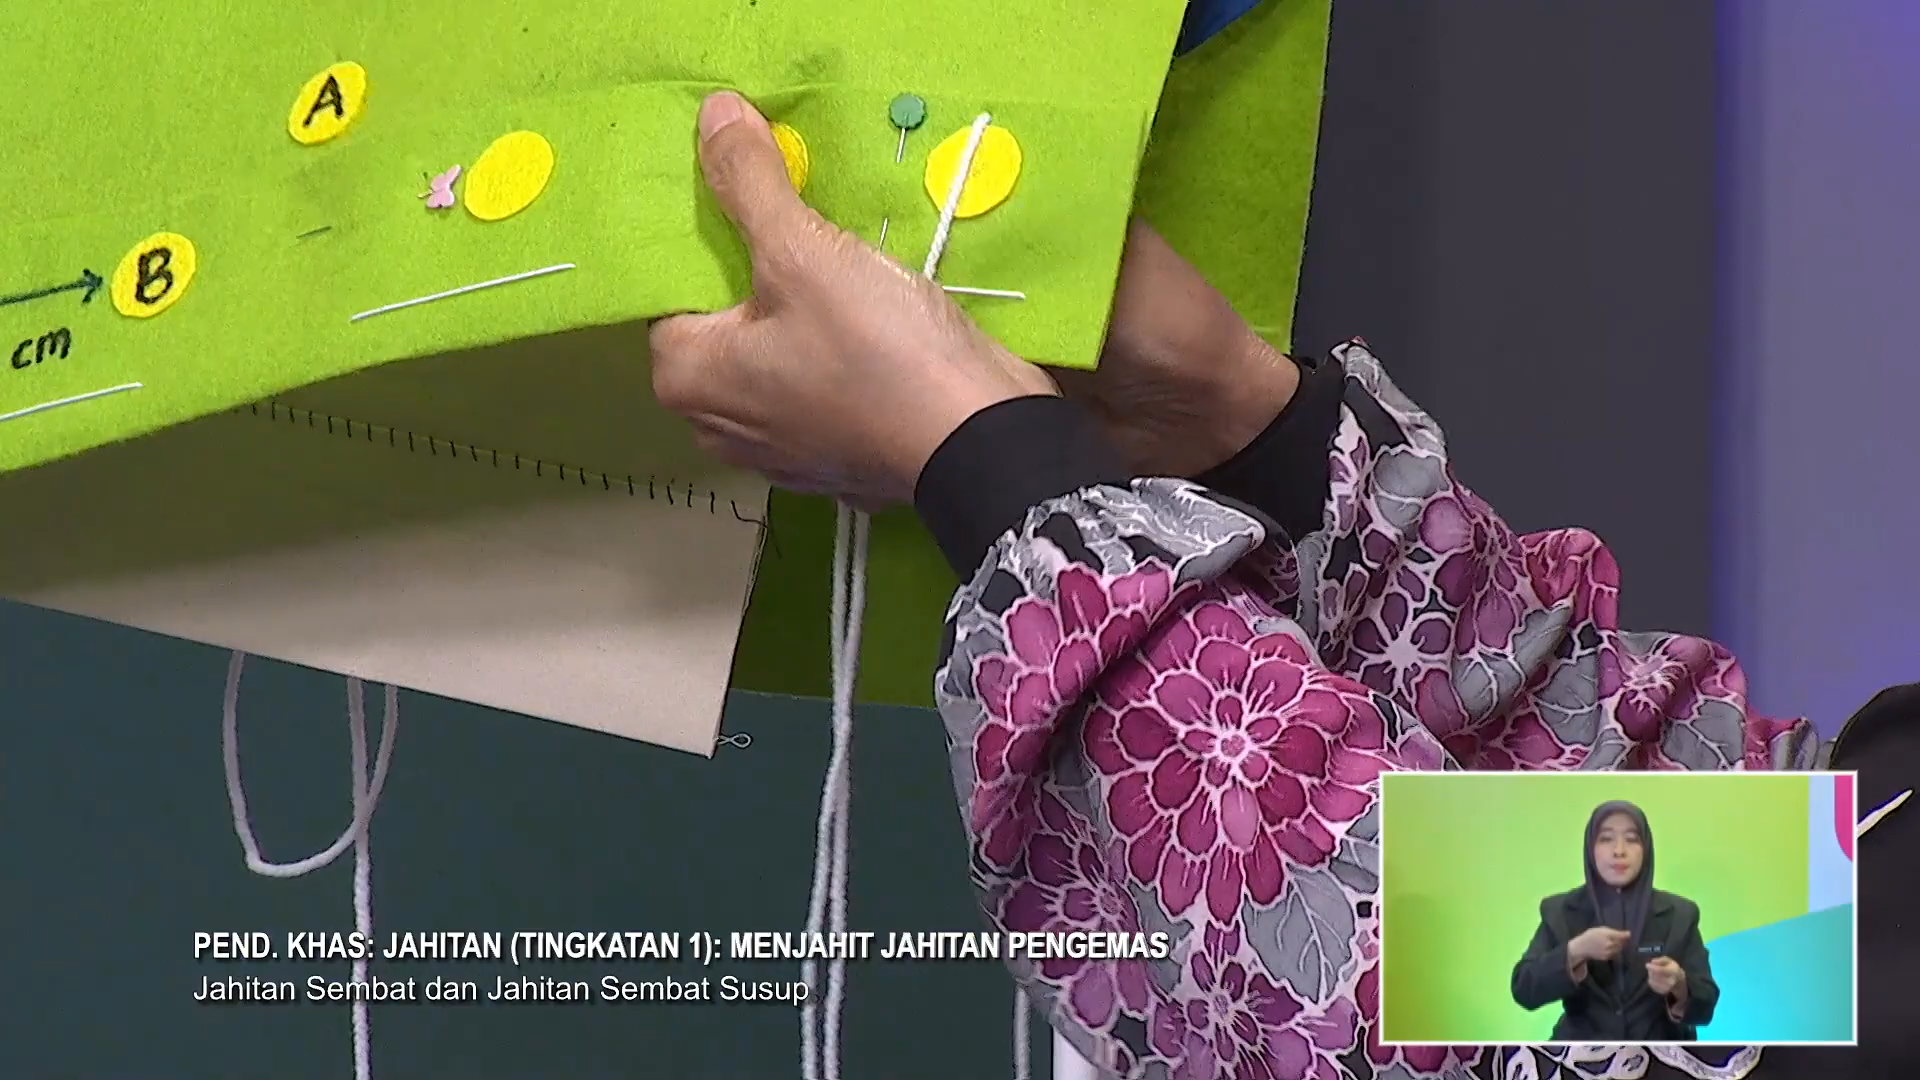 A
B
cm
PEND. KHAS: JAHITAN (TINGKATAN 1): MENJAHIT JAHITAN PENGEMAS
Jahitan Sembat dan Jahitan Sembat Susup